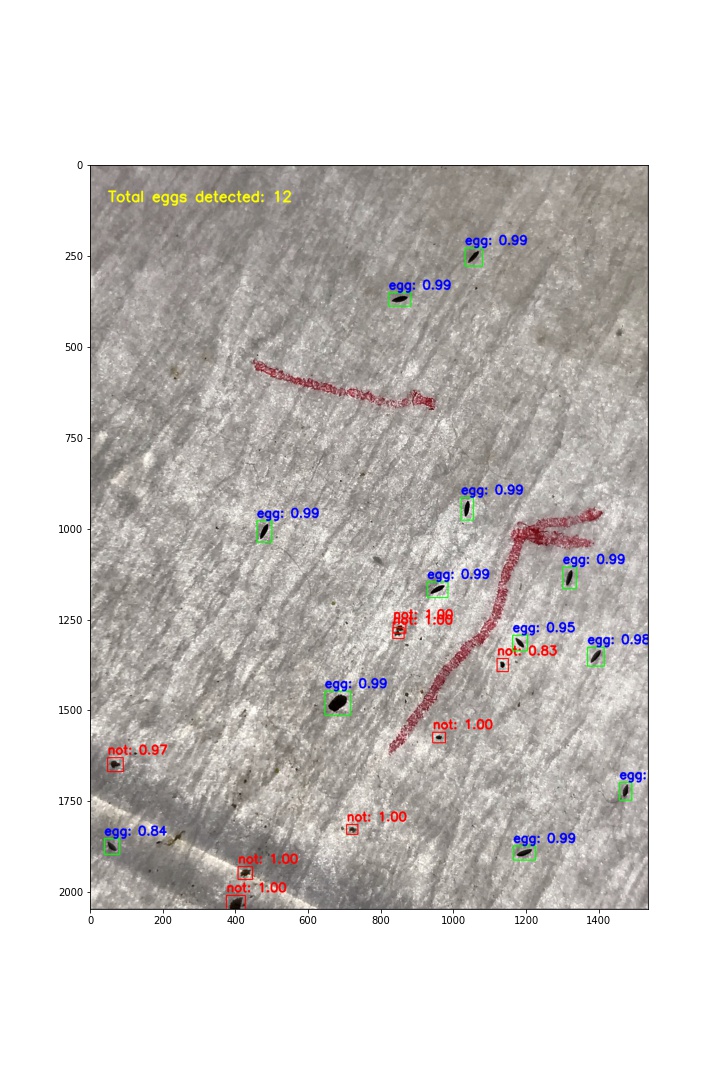 0
Total eggs detected: 12
egg: 0.99
250
egg: 0.99
500
750
egg: 0.99
egg: 0.99
1000
egg: 0.99
egg: 0.99
not: 1.00
not: 1.00
1250
egg: 0.95
egg: 0.98
not: 0.83
egg: 0.99
1500
not: 1.00
not: 0.97
egg:
1750
not: 1.00
egg: 0.84
egg: 0.99
not: 1.00
not: 1.00
2000
0 200 400 600 800 1000 1200 1400